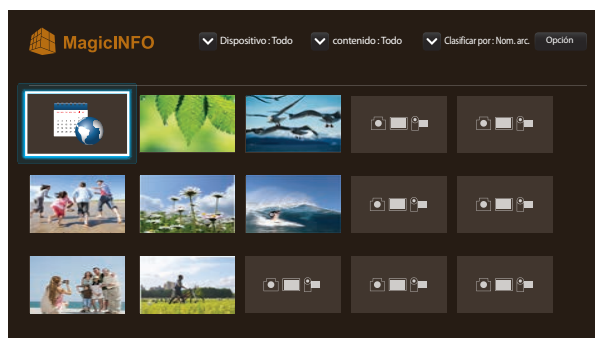 MagicINFO
Dispositivo : Todo
contenido : Todo
Clasificar por : Nom. arc.
Opción